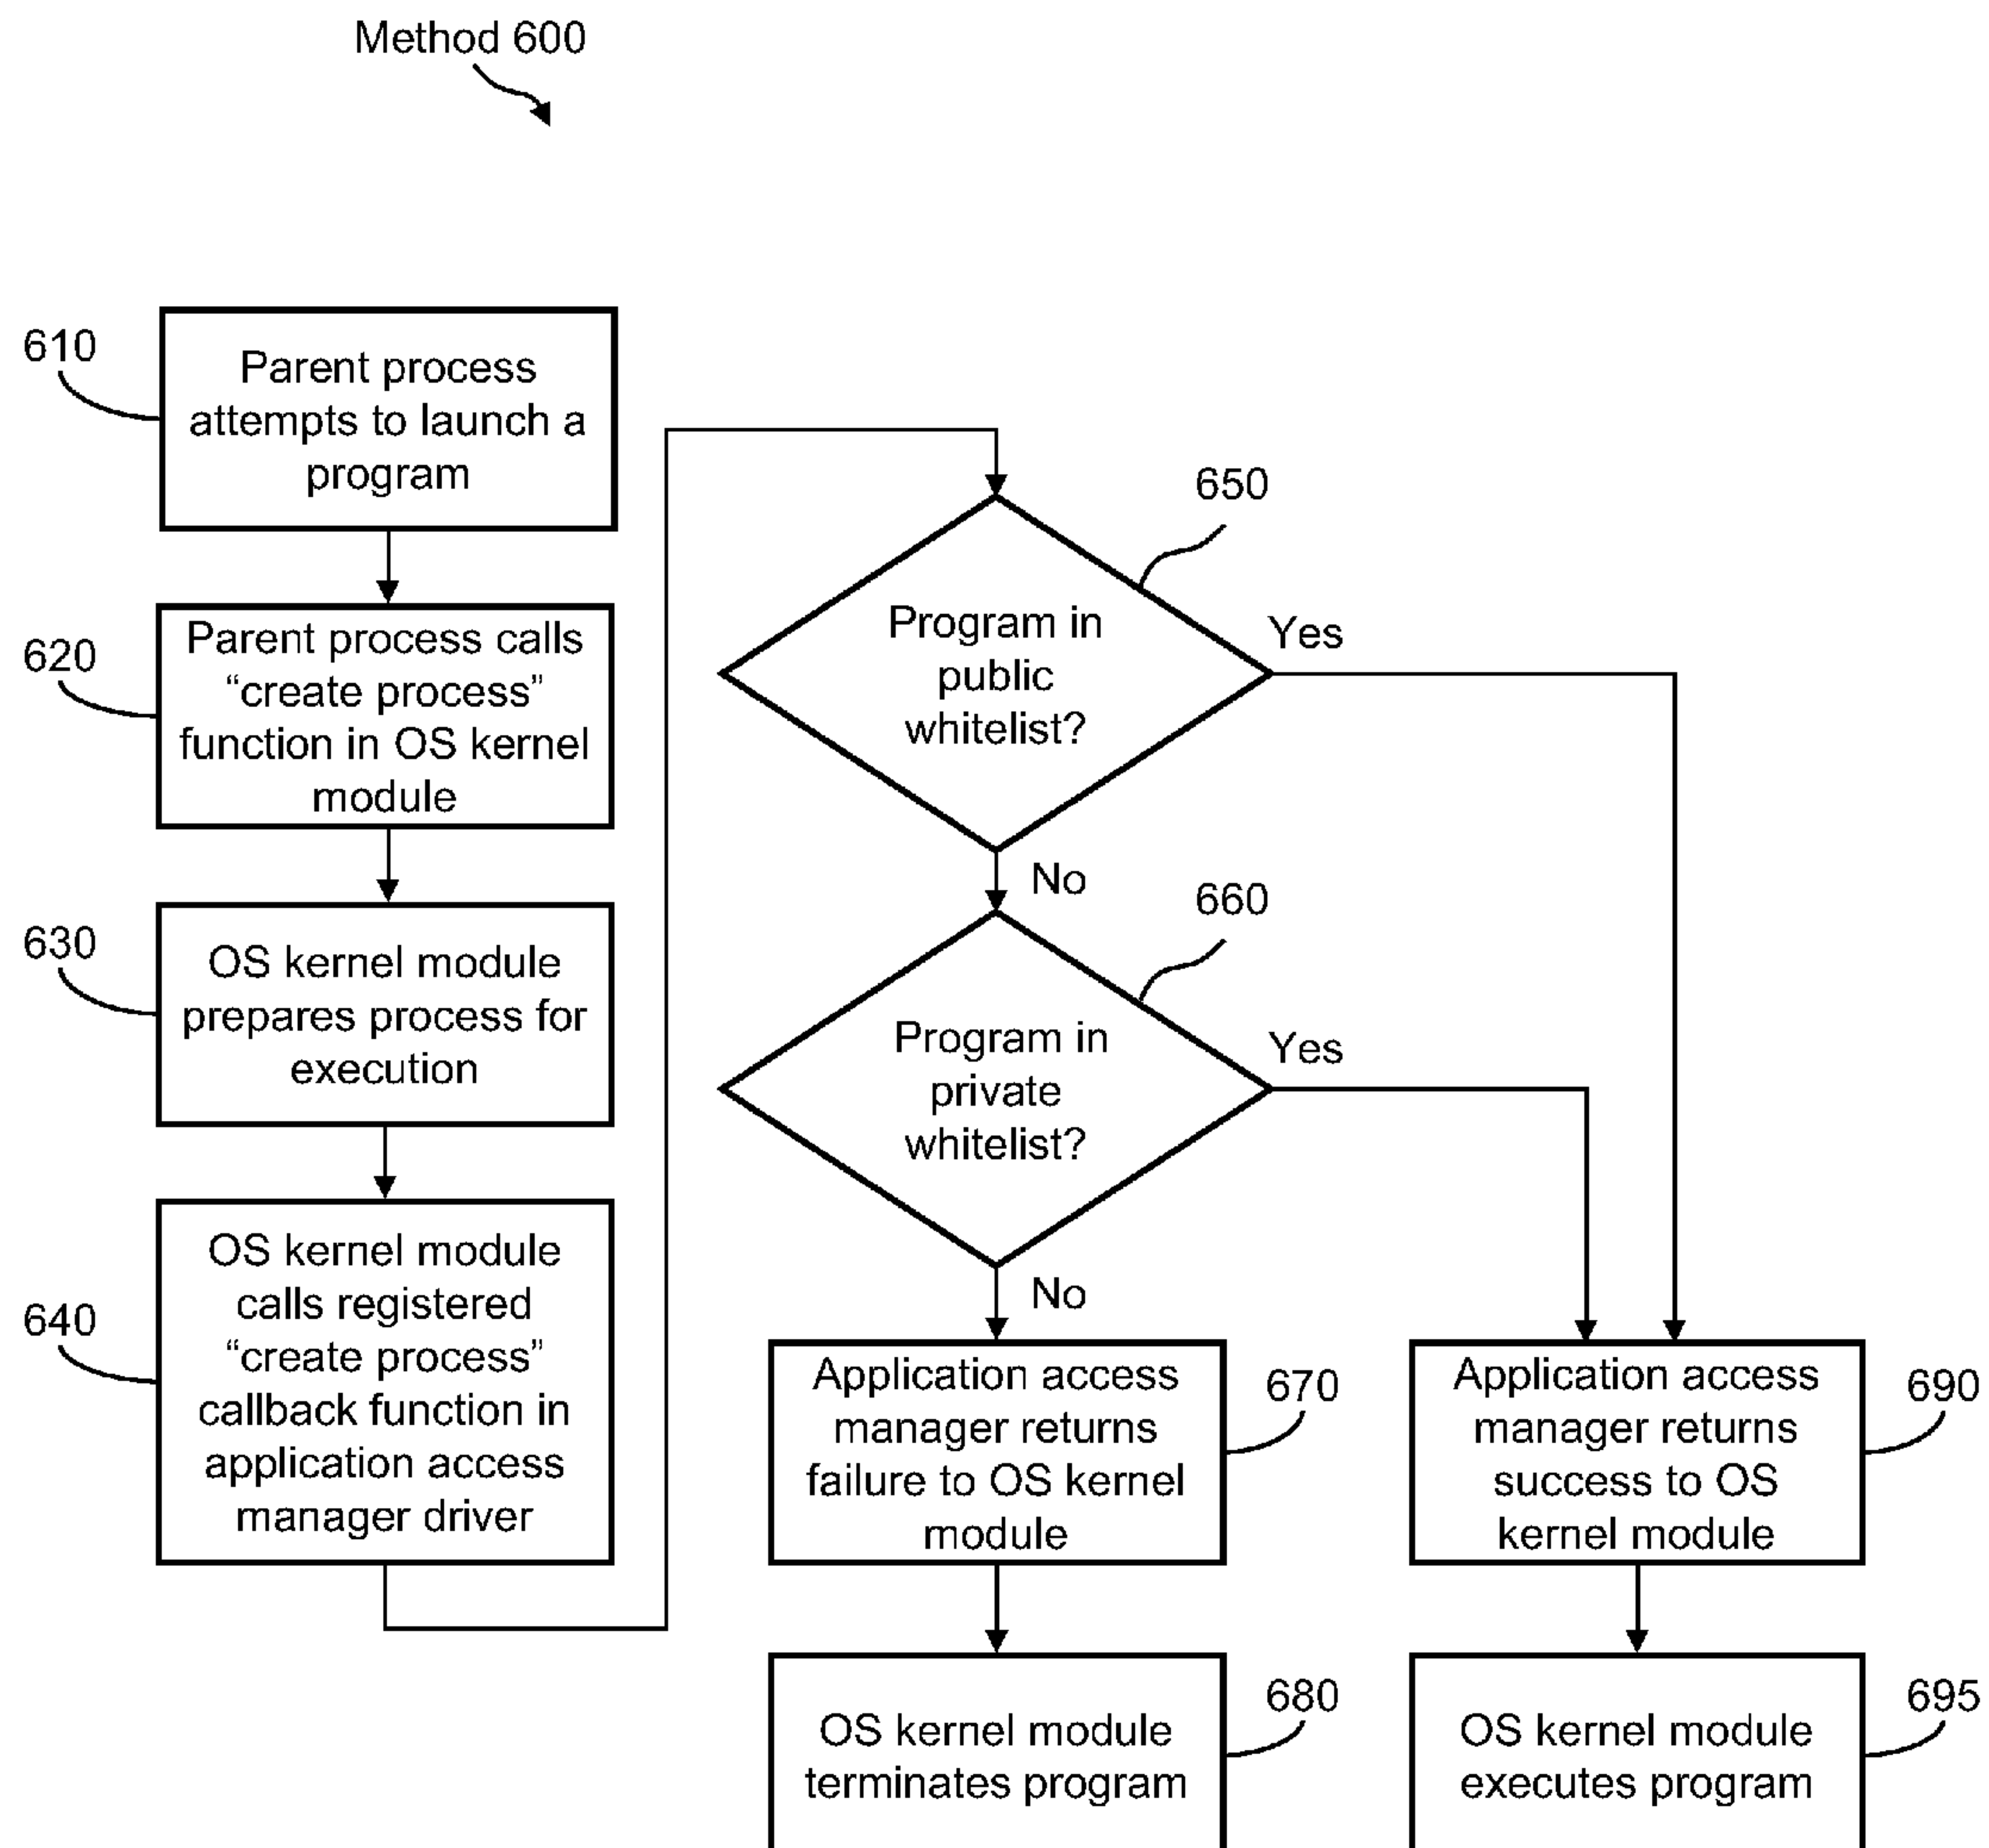 Method 600
610
Parent process
attempts to launch a
program
620
Parent process calls
“create process”
function in OS kernel
module
630
OS kernel module
prepares process for
execution
640
OS kernel module
calls registered
“create process”
callback function in
application access
manager driver
650
Program in
public
whitelist?
Yes
No
660
Program in
private
whitelist?
Yes
No
670
Application access
manager returns
failure to OS kernel
module
680
OS kernel module
terminates program
690
Application access
manager returns
success to OS
kernel module
695
OS kernel module
executes program